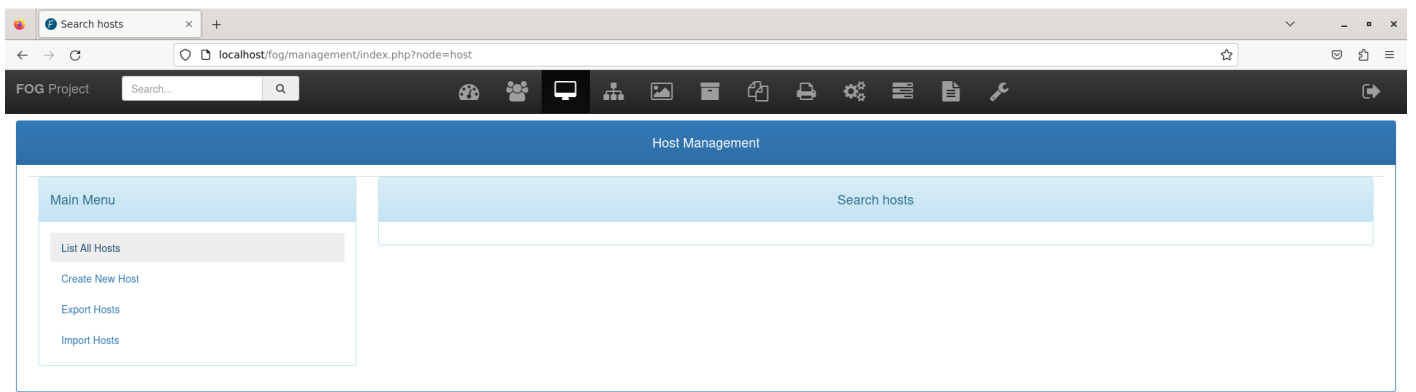 Search hosts
localhost/fog/management/index.php?node=host
FOG Project
Search...
Host Management
Main Menu
Search hosts
List All Hosts
Create New Host
Export Hosts
Import Hosts